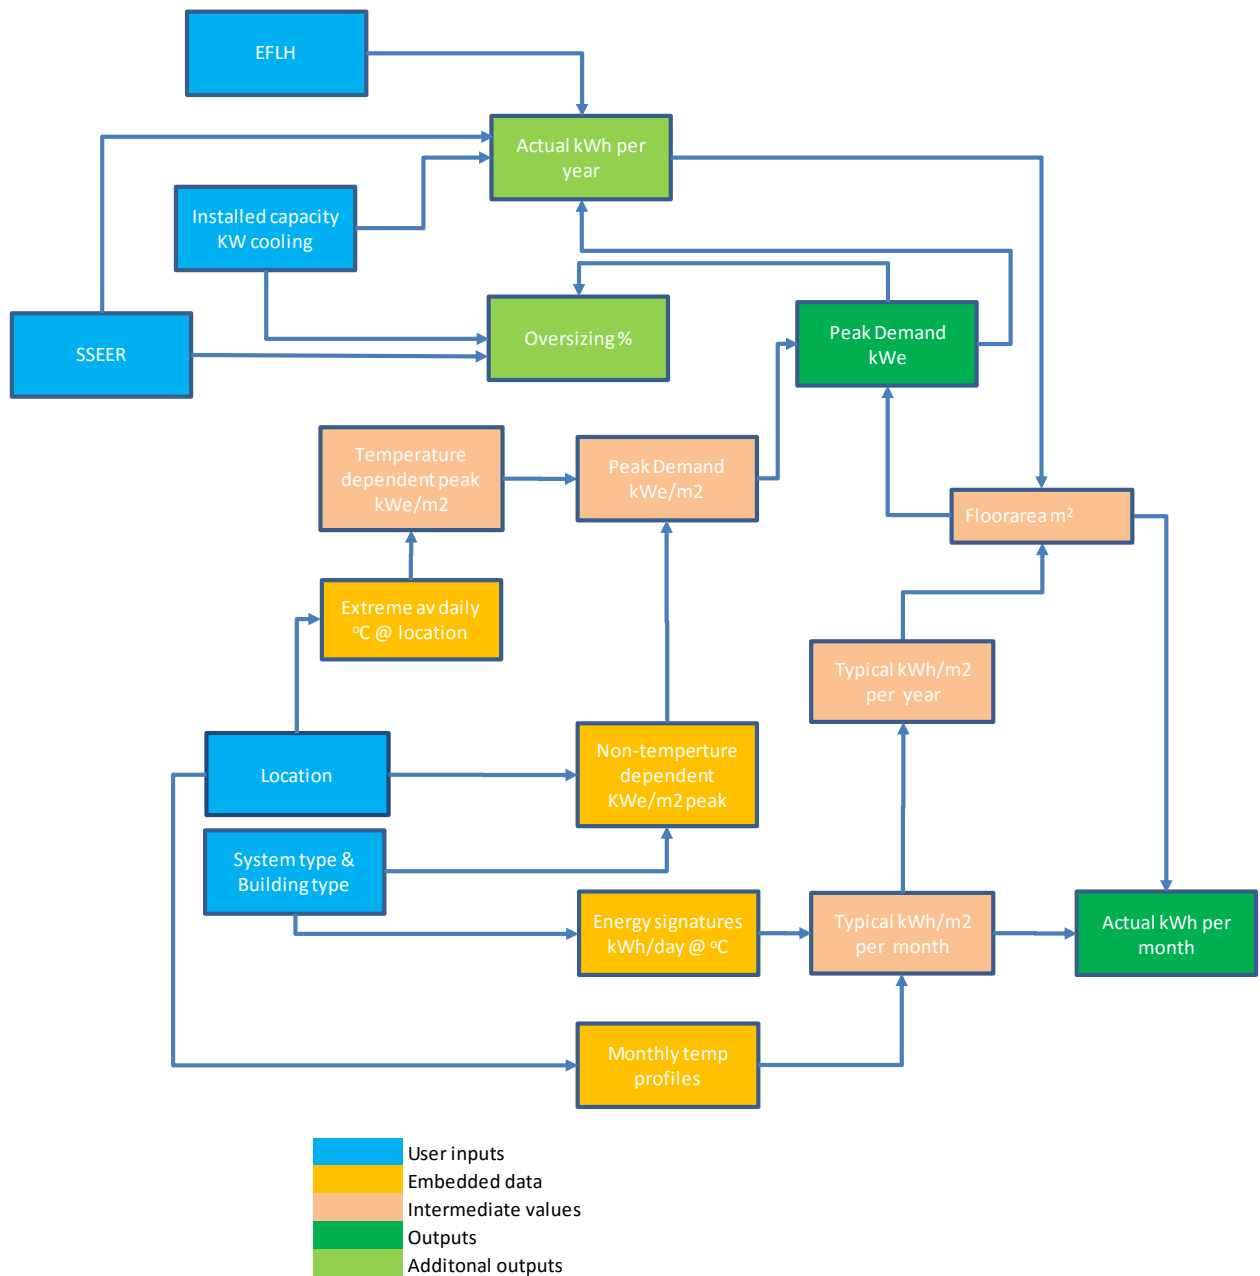 EFLH
Actual kWh per
year
Installed capacity
KW cooling
SSEER
Oversizing %
Peak Demand
kWe
Temperature
dependent peak
kWe/m2
Peak Demand
kWe/m2
Floorarea m²
Extreme av daily
ºC @ location
Typical kWh/m2
per year
Location
Non-temperture
dependent
KWe/m2 peak
System type &
Building type
Energy signatures
kWh/day @ ºC
Typical kWh/m2
per month
Actual kWh per
month
Monthly temp
profiles
User inputs
Embedded data
Intermediate values
Outputs
Additonal outputs